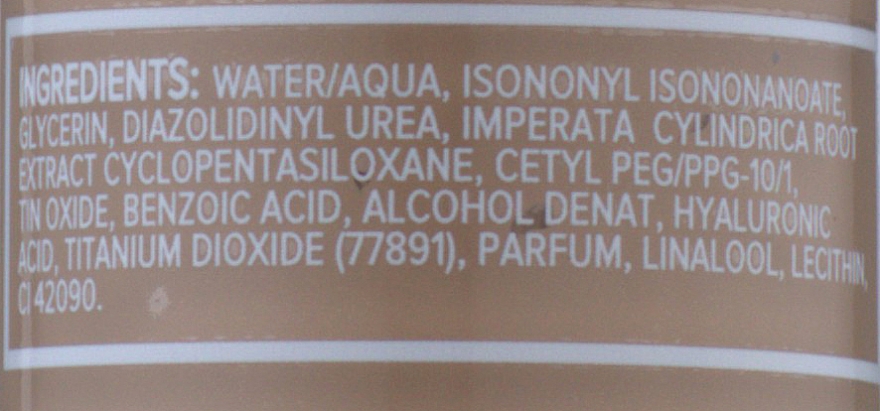 INGREDIENTS: WATER/AQUA, ISONONYL ISONONANOATE,
GLYCERIN, DIAZOLIDINYL UREA, IMPERATA CYLINDRICA ROOT
EXTRACT CYCLOPENTASILOXANE, CETYL PEG/PPG-10/1,
TIN OXIDE, BENZOIC ACID, ALCOHOL DENAT, HYALURONIC
ACID, TITANIUM DIOXIDE (77891), PARFUM, LINALOOL, LECITHIN,
CI 42090.